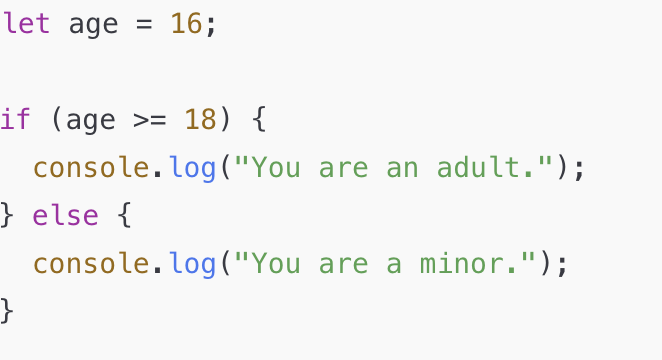 let age = 16;
if (age >= 18) {
  console.log("You are an adult.");
} else {
  console.log("You are a minor.");
}